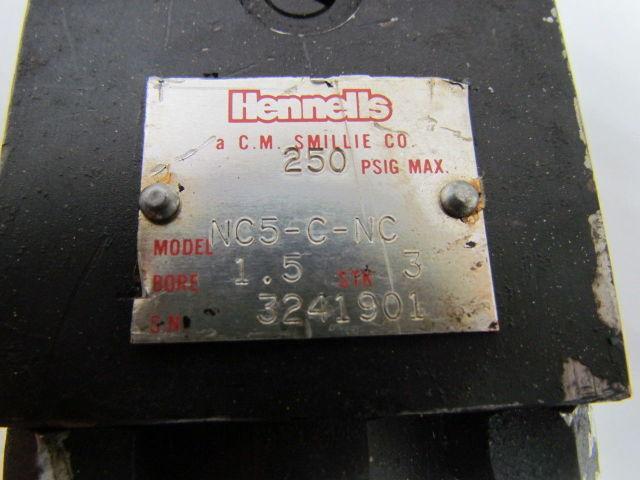 Hennells
a C.M. SMILLIE CO.
250 PSIG MAX.
MODEL NC5-C-NC
BORE 1.5 STK 3
S.N. 3241901